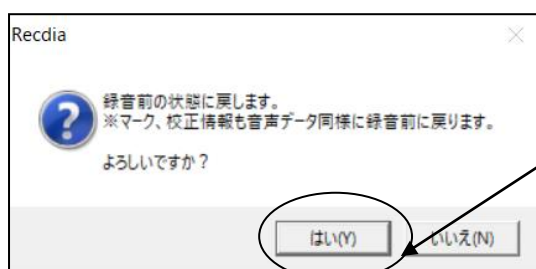 Recdia
録音前の状態に戻します。
※マーク、校正情報も音声データ同様に録音前に戻ります。
よろしいですか？
はい(Y)
いいえ(N)